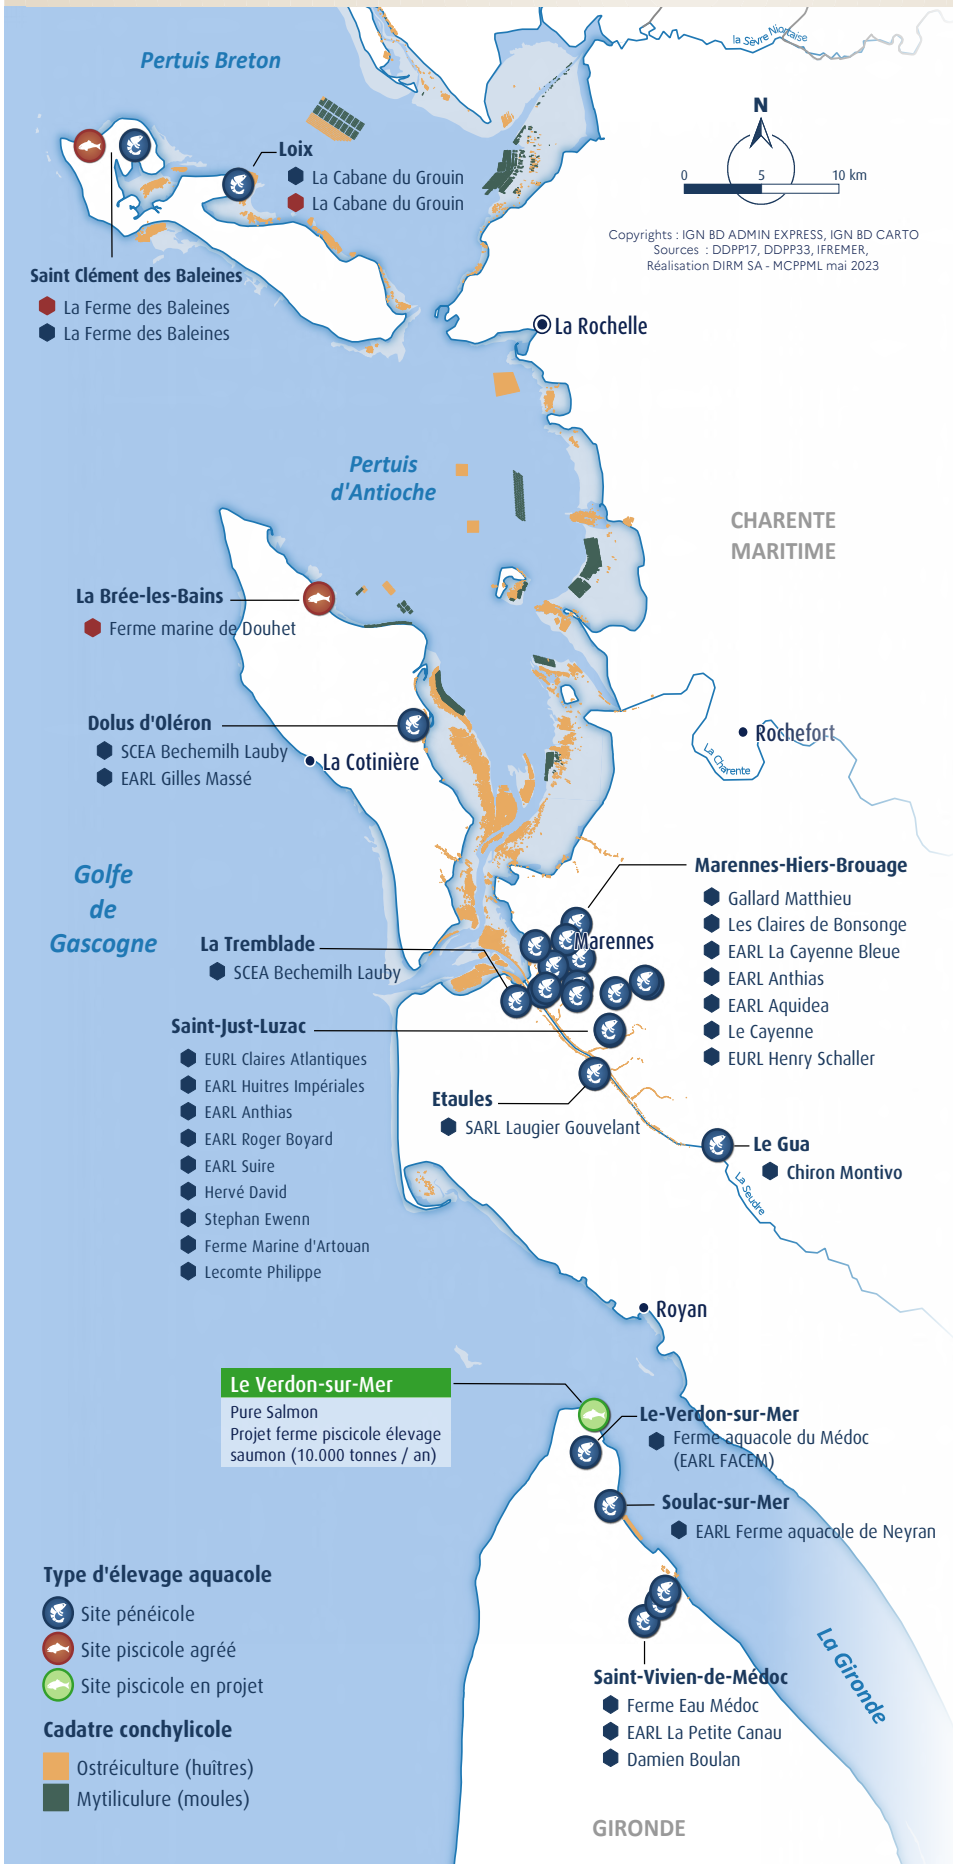 la Sèvre Niortaise
Pertuis Breton
N
0 5 10 km
Copyrights : IGN BD ADMIN EXPRESS, IGN BD CARTO
Sources : DDPP17, DDPP33, IFREMER,
Réalisation DIRM SA - MCPPML mai 2023
Loix
La Cabane du Grouin
La Cabane du Grouin
Saint Clément des Baleines
La Ferme des Baleines
La Ferme des Baleines
La Rochelle
Pertuis
d'Antioche
CHARENTE
MARITIME
La Brée-les-Bains
Ferme marine de Douhet
Dolus d'Oléron
SCEA Bechemilh Lauby
EARL Gilles Massé
La Cotinière
Rochefort
La Charente
Golfe
de
Gascogne
Marennes-Hiers-Brouage
Gallard Matthieu
Les Claires de Bonsonge
EARL La Cayenne Bleue
EARL Anthias
EARL Aquidea
Le Cayenne
EURL Henry Schaller
Marennes
La Tremblade
SCEA Bechemilh Lauby
Saint-Just-Luzac
EURL Claires Atlantiques
EARL Huitres Impériales
EARL Anthias
EARL Roger Boyard
EARL Suire
Hervé David
Stephan Ewenn
Ferme Marine d'Artouan
Lecomte Philippe
Etaules
SARL Laugier Gouvelant
Le Gua
Chiron Montivo
La Seudre
Royan
Le Verdon-sur-Mer
Pure Salmon
Projet ferme piscicole élevage
saumon (10.000 tonnes / an)
Le-Verdon-sur-Mer
Ferme aquacole du Médoc
(EARL FACEM)
Soulac-sur-Mer
EARL Ferme aquacole de Neyran
Saint-Vivien-de-Médoc
Ferme Eau Médoc
EARL La Petite Canau
Damien Boulan
La Gironde
GIRONDE
Type d'élevage aquacole
Site pénéicole
Site piscicole agréé
Site piscicole en projet
Cadatre conchylicole
Ostréiculture (huîtres)
Mytiliculture (moules)